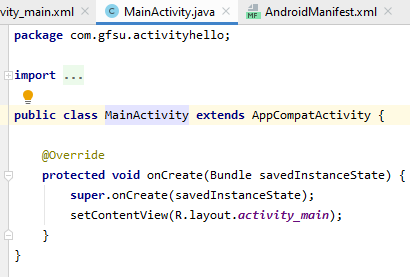 vity_main.xml MainActivity.java AndroidManifest.xml
package com.gfsu.activityhello;
import ...
public class MainActivity extends AppCompatActivity {
@Override
protected void onCreate(Bundle savedInstanceState) {
super.onCreate(savedInstanceState);
setContentView(R.layout.activity_main);
}
}